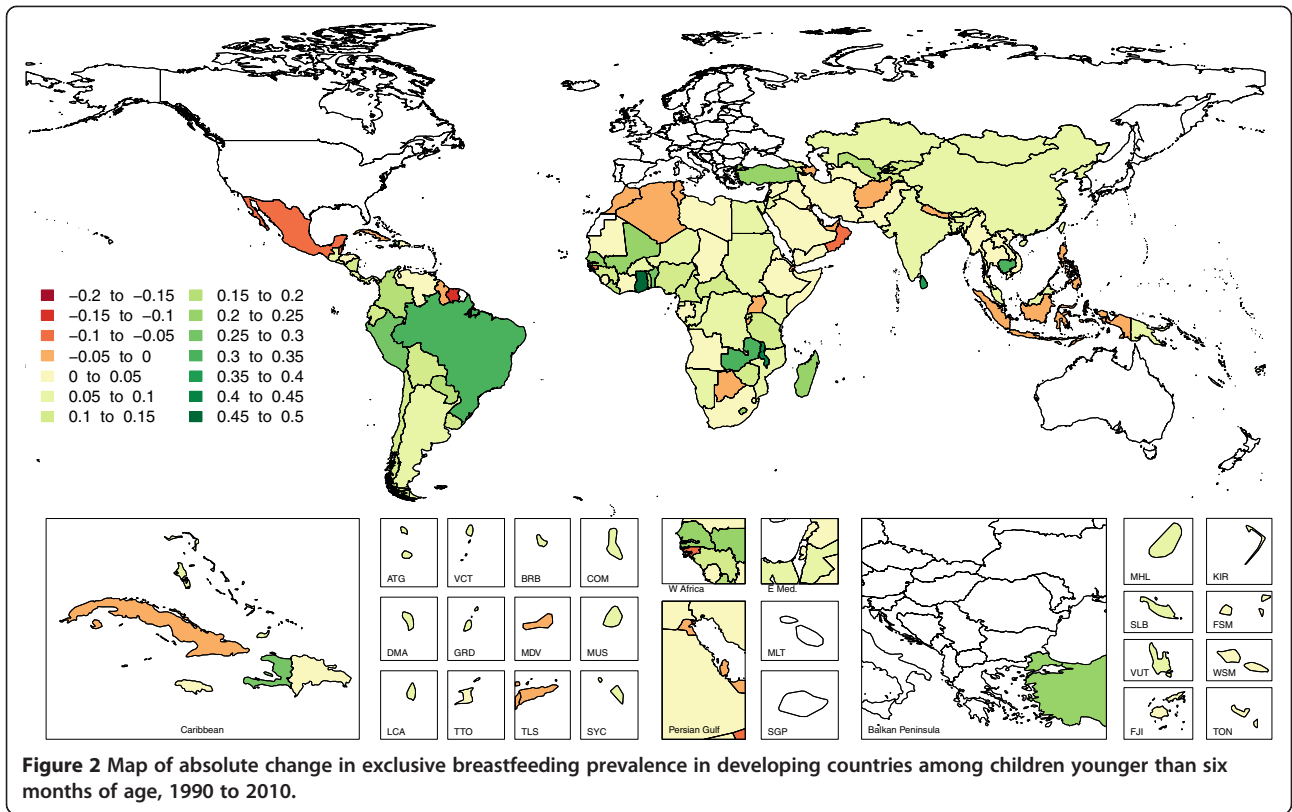 −0.2 to −0.15
−0.15 to −0.1
−0.1 to −0.05
−0.05 to 0
0 to 0.05
0.05 to 0.1
0.1 to 0.15
0.15 to 0.2
0.2 to 0.25
0.25 to 0.3
0.3 to 0.35
0.35 to 0.4
0.4 to 0.45
0.45 to 0.5
Caribbean
ATG
VCT
BRB
COM
DMA
GRD
MDV
MUS
LCA
TTO
TLS
SYC
W Africa
E Med.
Persian Gulf
MLT
SGP
Balkan Peninsula
MHL
KIR
SLB
FSM
VUT
WSM
FJI
TON
Figure 2 Map of absolute change in exclusive breastfeeding prevalence in developing countries among children younger than six
months of age, 1990 to 2010.